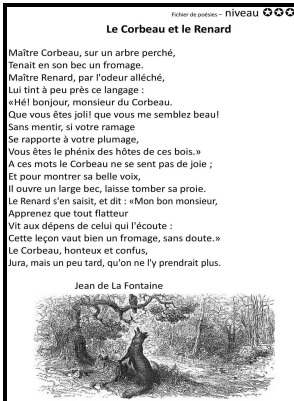 Fichier de poésies – niveau ✪✪✪
Le Corbeau et le Renard
Maître Corbeau, sur un arbre perché,
Tenait en son bec un fromage.
Maître Renard, par l'odeur alléché,
Lui tint à peu près ce langage :
«Hé! bonjour, monsieur du Corbeau.
Que vous êtes joli! que vous me semblez beau!
Sans mentir, si votre ramage
Se rapporte à votre plumage,
Vous êtes le phénix des hôtes de ces bois.»
A ces mots le Corbeau ne se sent pas de joie ;
Et pour montrer sa belle voix,
Il ouvre un large bec, laisse tomber sa proie.
Le Renard s'en saisit, et dit : «Mon bon monsieur,
Apprenez que tout flatteur
Vit aux dépens de celui qui l'écoute :
Cette leçon vaut bien un fromage, sans doute.»
Le Corbeau, honteux et confus,
Jura, mais un peu tard, qu'on ne l'y prendrait plus.
Jean de La Fontaine